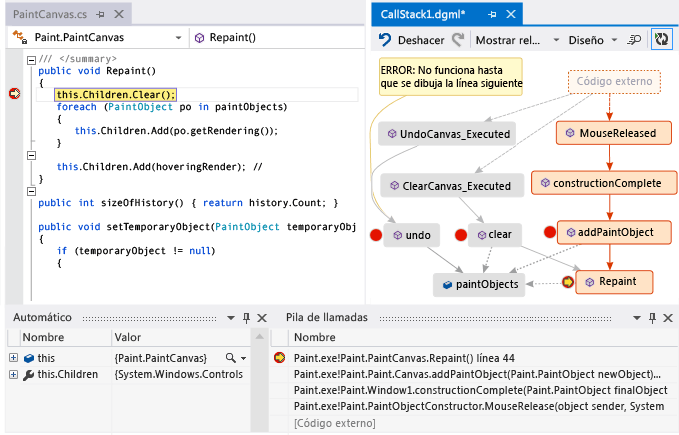 PaintCanvas.cs
Paint.PaintCanvas
Repaint()
/// </summary>
public void Repaint()
{
this.Children.Clear();
foreach (PaintObject po in paintObjects)
{
this.Children.Add(po.getRendering());
}
this.Children.Add(hoveringRender); //
}
public int sizeOfHistory() { reaturn history.Count; }
public void setTemporaryObject(PaintObject temporaryObj
{
if (temporaryObject != null)
{
CallStack1.dgml*
Deshacer
Mostrar rel...
Diseño
ERROR: No funciona hasta
que se dibuja la línea siguiente
Código externo
UndoCanvas_Executed
MouseReleased
ClearCanvas_Executed
constructionComplete
undo
clear
addPaintObject
paintObjects
Repaint
Automático
Nombre
Valor
this
{Paint.PaintCanvas}
this.Children
{System.Windows.Controls
Pila de llamadas
Nombre
Paint.exe!Paint.PaintCanvas.Repaint() línea 44
Paint.exe!Paint.Canvas.addPaintObject(Paint.PaintObject newObject)...
Paint.exe!Paint.Window1.constructionComplete(Paint.PaintObject finalObject
Paint.exe!Paint.PaintObjectConstructor.MouseRelease(object sender, System
[Código externo]